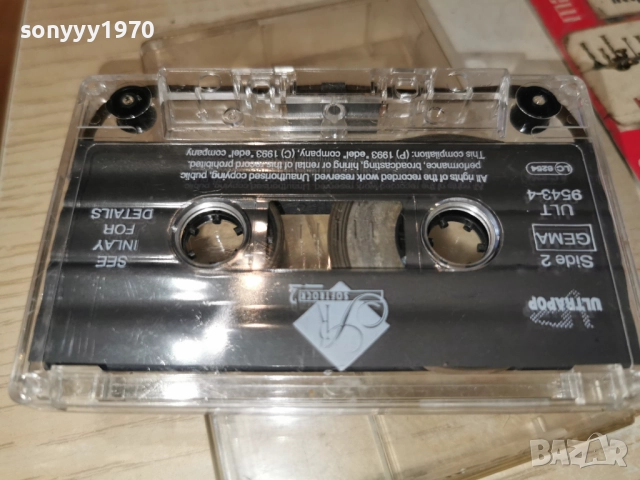 sonyyy1970
ULTRAPOP
SOFTROCK 2
Side 2
GEMA
ULT
9543-4
LC 6264
SEE
INLAY
FOR
DETAILS
All rights of the recorded work reserved. Unauthorised copying, public
performance, broadcasting, hiring or rental of this record prohibited.
This compilation: (P) 1993 "edel" company, (C) 1993 "edel" company
BAZAR